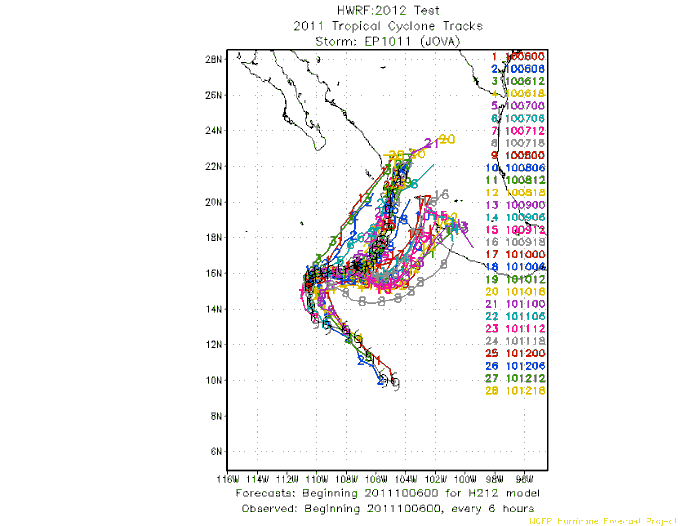 HWRF:2012 Test
2011 Tropical Cyclone Tracks
Storm: EP1011 (JOVA)
28N
26N
24N
22N
20N
18N
16N
14N
12N
10N
8N
6N
1 100600
2 100606
3 100612
4 100618
5 100700
6 100706
7 100712
8 100718
9 100800
10 100806
11 100812
12 100818
13 100900
14 100906
15 100912
16 100918
17 101000
18 101006
19 101012
20 101018
21 101100
22 101106
23 101112
24 101118
25 101200
26 101206
27 101212
28 101218
116W 114W 112W 110W 108W 106W 104W 102W 100W 98W 96W
Forecasts: Beginning 2011100600 for H212 model
Observed: Beginning 2011100600, every 6 hours
NCEP Hurricane Forecast Project